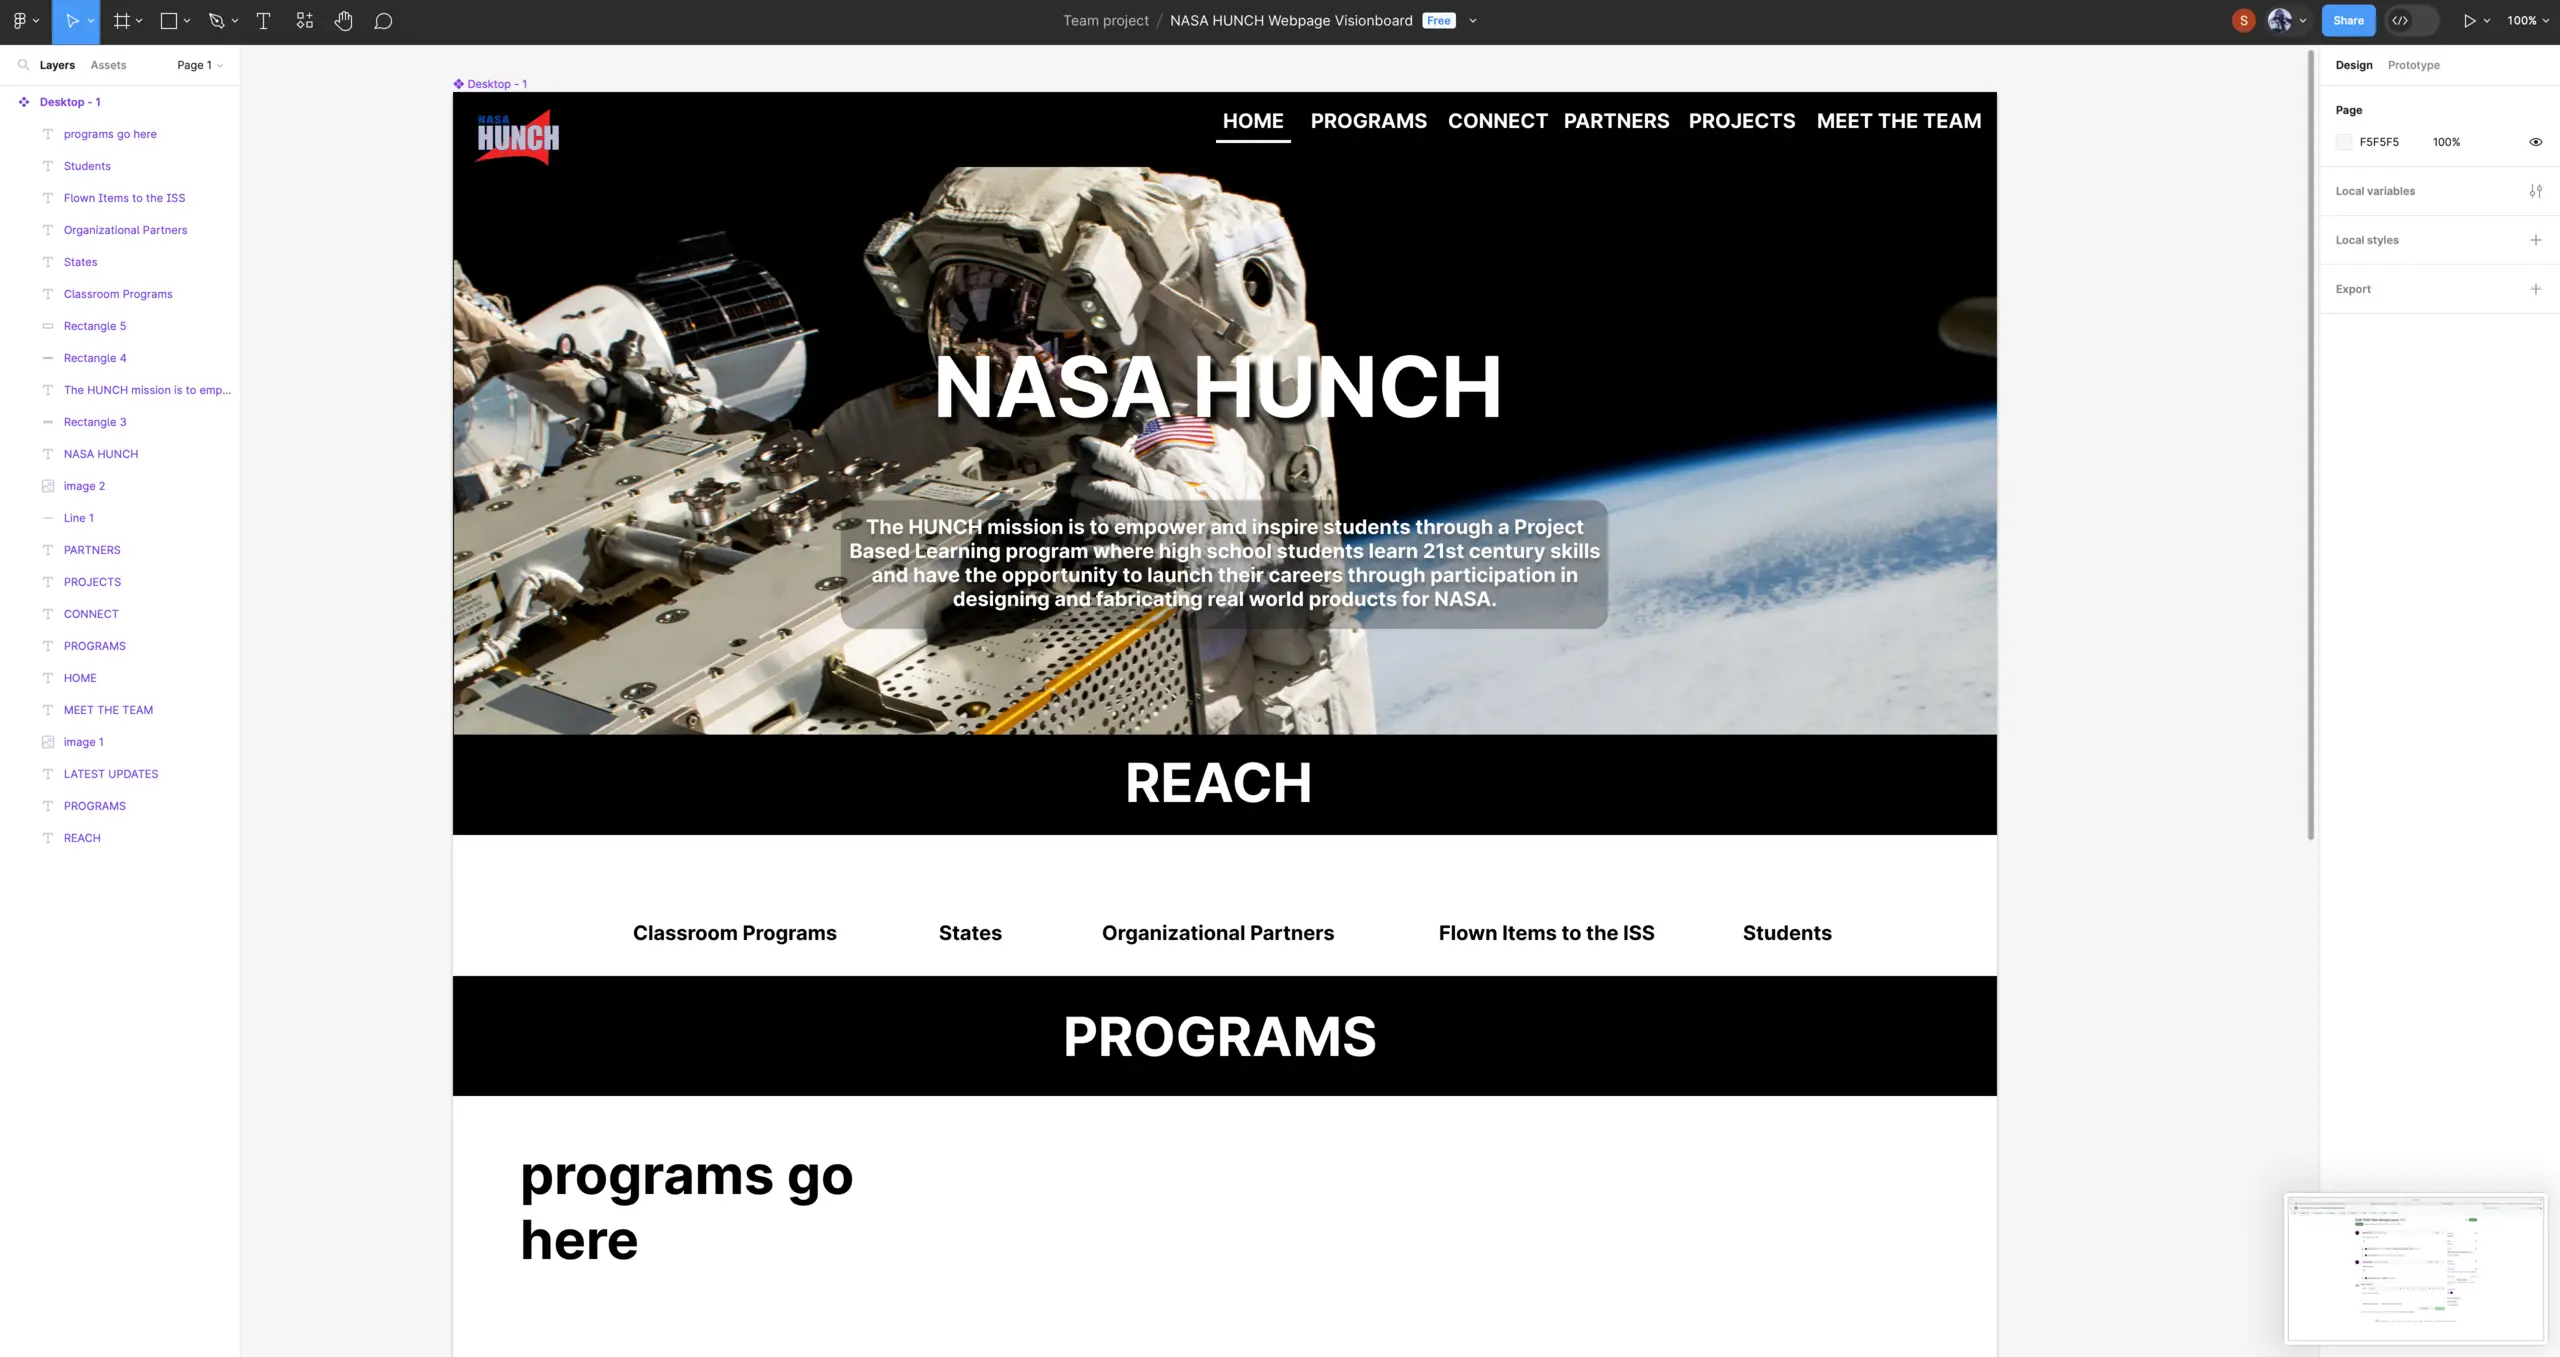 Team project / NASA HUNCH Webpage Visionboard Free
S
Share
100%
Layers Assets Page 1
Desktop - 1
programs go here
Students
Flown Items to the ISS
Organizational Partners
States
Classroom Programs
Rectangle 5
Rectangle 4
The HUNCH mission is to emp...
Rectangle 3
NASA HUNCH
image 2
Line 1
PARTNERS
PROJECTS
CONNECT
PROGRAMS
HOME
MEET THE TEAM
image 1
LATEST UPDATES
PROGRAMS
REACH
Desktop - 1
NASA
HUNCH
HOME PROGRAMS CONNECT PARTNERS PROJECTS MEET THE TEAM
NASA HUNCH
The HUNCH mission is to empower and inspire students through a Project
Based Learning program where high school students learn 21st century skills
and have the opportunity to launch their careers through participation in
designing and fabricating real world products for NASA.
REACH
Classroom Programs States Organizational Partners Flown Items to the ISS Students
PROGRAMS
programs go
here
Design Prototype
Page
F5F5F5 100%
Local variables
Local styles
Export